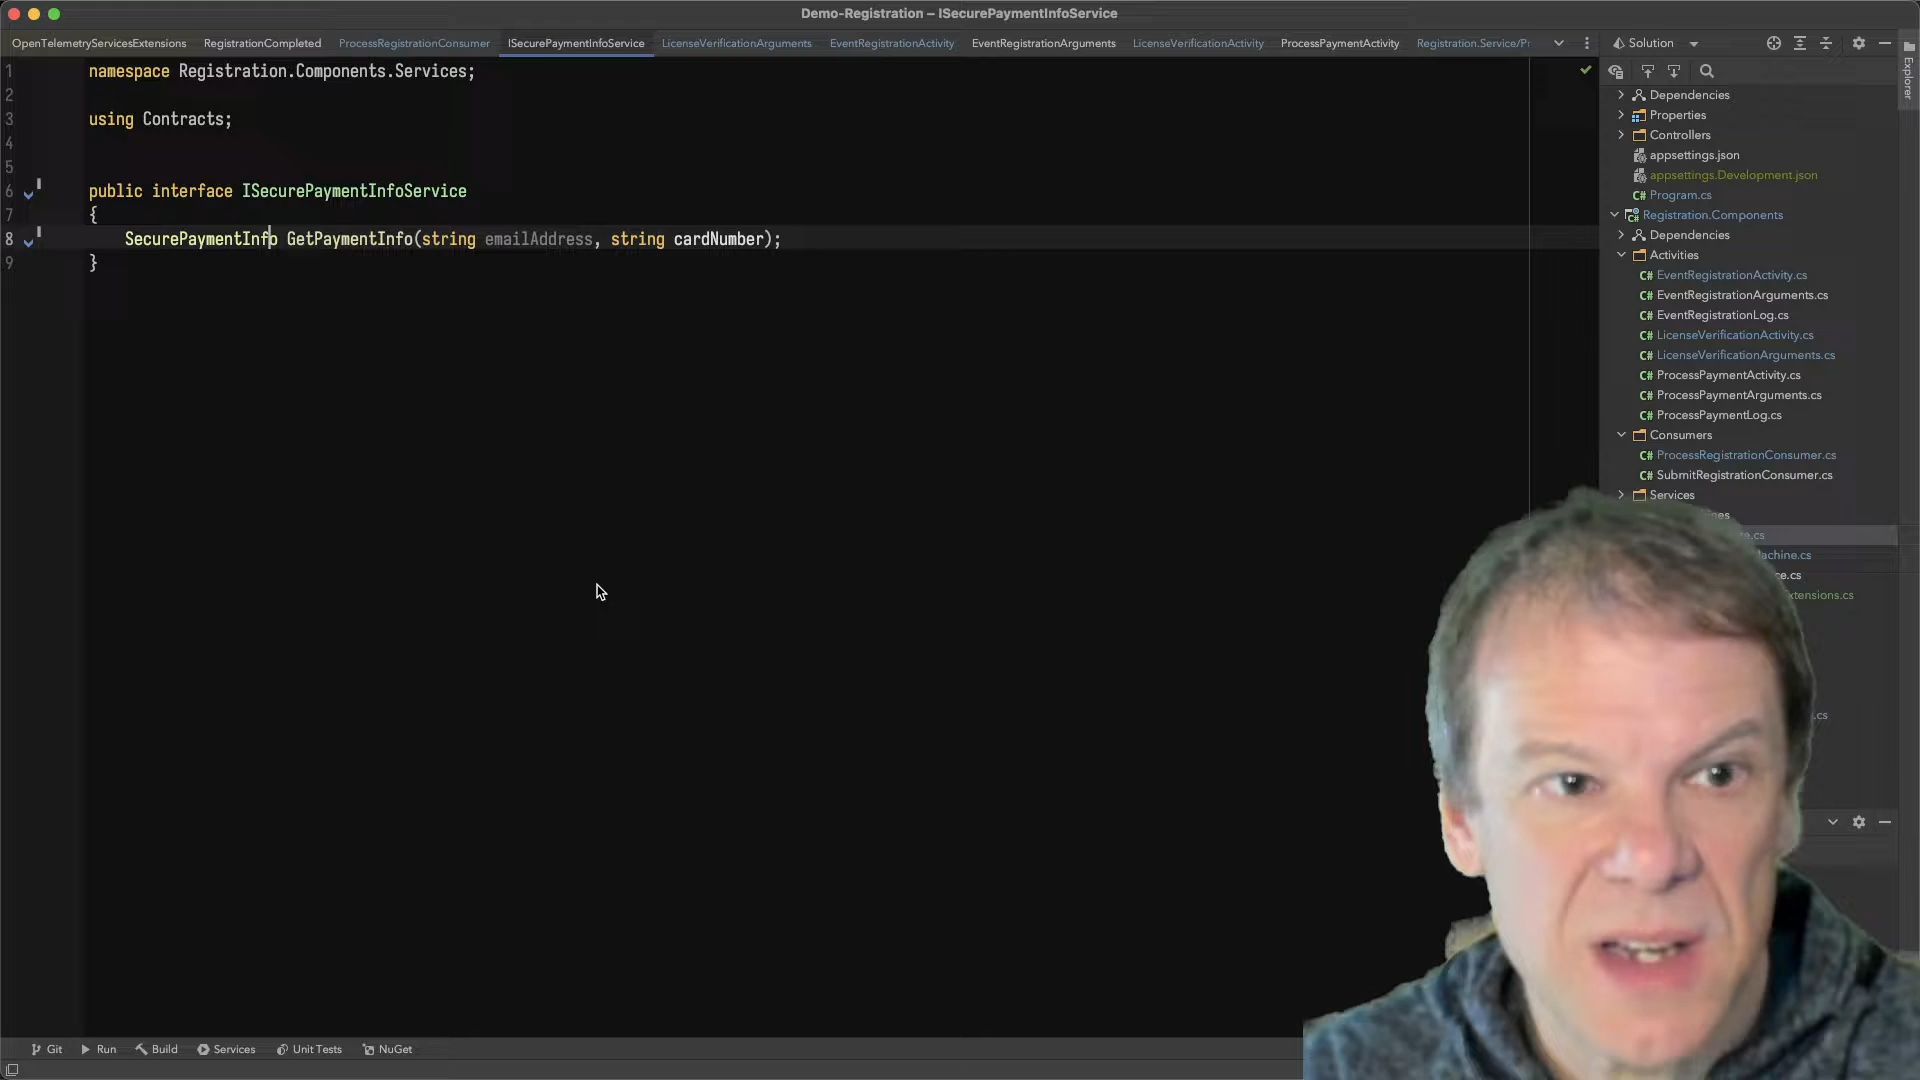 Demo-Registration – ISecurePaymentInfoService
OpenTelemetryServicesExtensions RegistrationCompleted ProcessRegistrationConsumer ISecurePaymentInfoService LicenseVerificationArguments EventRegistrationActivity EventRegistrationArguments LicenseVerificationActivity ProcessPaymentActivity Registration.Service/Pr
Solution
Explorer
1 namespace Registration.Components.Services;
2
3 using Contracts;
4
5
6 public interface ISecurePaymentInfoService
7 {
8 SecurePaymentInfo GetPaymentInfo(string emailAddress, string cardNumber);
9 }
Dependencies
Properties
Controllers
appsettings.json
appsettings.Development.json
C# Program.cs
Registration.Components
Dependencies
Activities
C# EventRegistrationActivity.cs
C# EventRegistrationArguments.cs
C# EventRegistrationLog.cs
C# LicenseVerificationActivity.cs
C# LicenseVerificationArguments.cs
C# ProcessPaymentActivity.cs
C# ProcessPaymentArguments.cs
C# ProcessPaymentLog.cs
Consumers
C# ProcessRegistrationConsumer.cs
C# SubmitRegistrationConsumer.cs
Services
Git Run Build Services Unit Tests NuGet